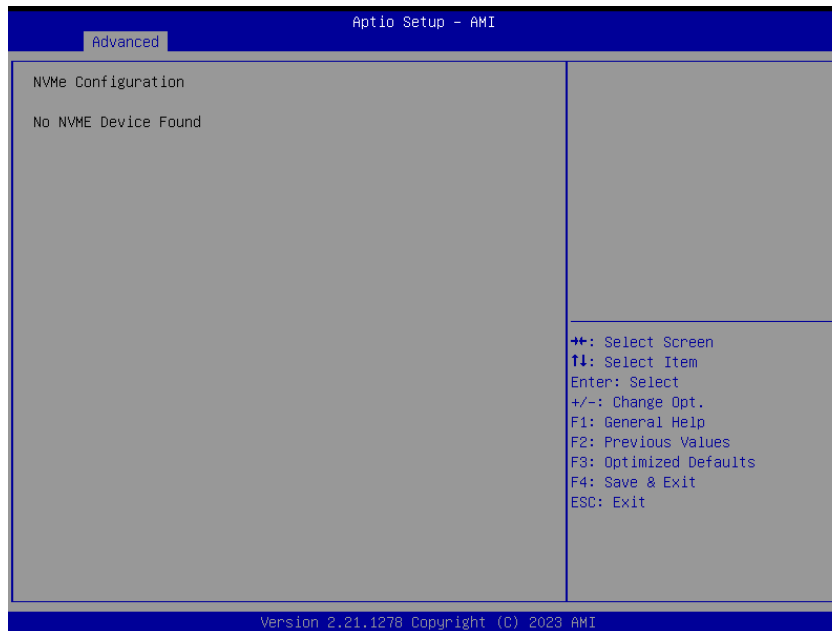 Aptio Setup - AMI
Advanced
NVMe Configuration
No NVME Device Found
→←: Select Screen
↑↓: Select Item
Enter: Select
+/-: Change Opt.
F1: General Help
F2: Previous Values
F3: Optimized Defaults
F4: Save & Exit
ESC: Exit
Version 2.21.1278 Copyright (C) 2023 AMI